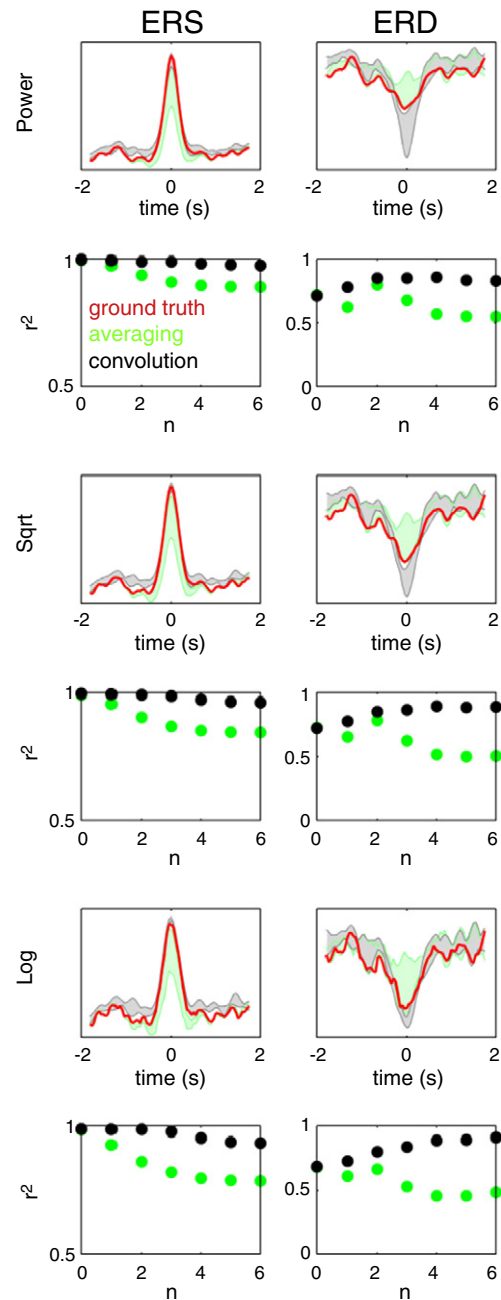 ERS ERD
Power
-2 0 2 -2 0 2
time (s) time (s)
1 1
r2 ground truth 0.5
averaging
convolution
0.5 0
0 2 4 6 0 2 4 6
n n
Sqrt
-2 0 2 -2 0 2
time (s) time (s)
1 1
r2 0.5
0.5 0
0 2 4 6 0 2 4 6
n n
Log
-2 0 2 -2 0 2
time (s) time (s)
1 1
r2 0.5
0.5 0
0 2 4 6 0 2 4 6
n n